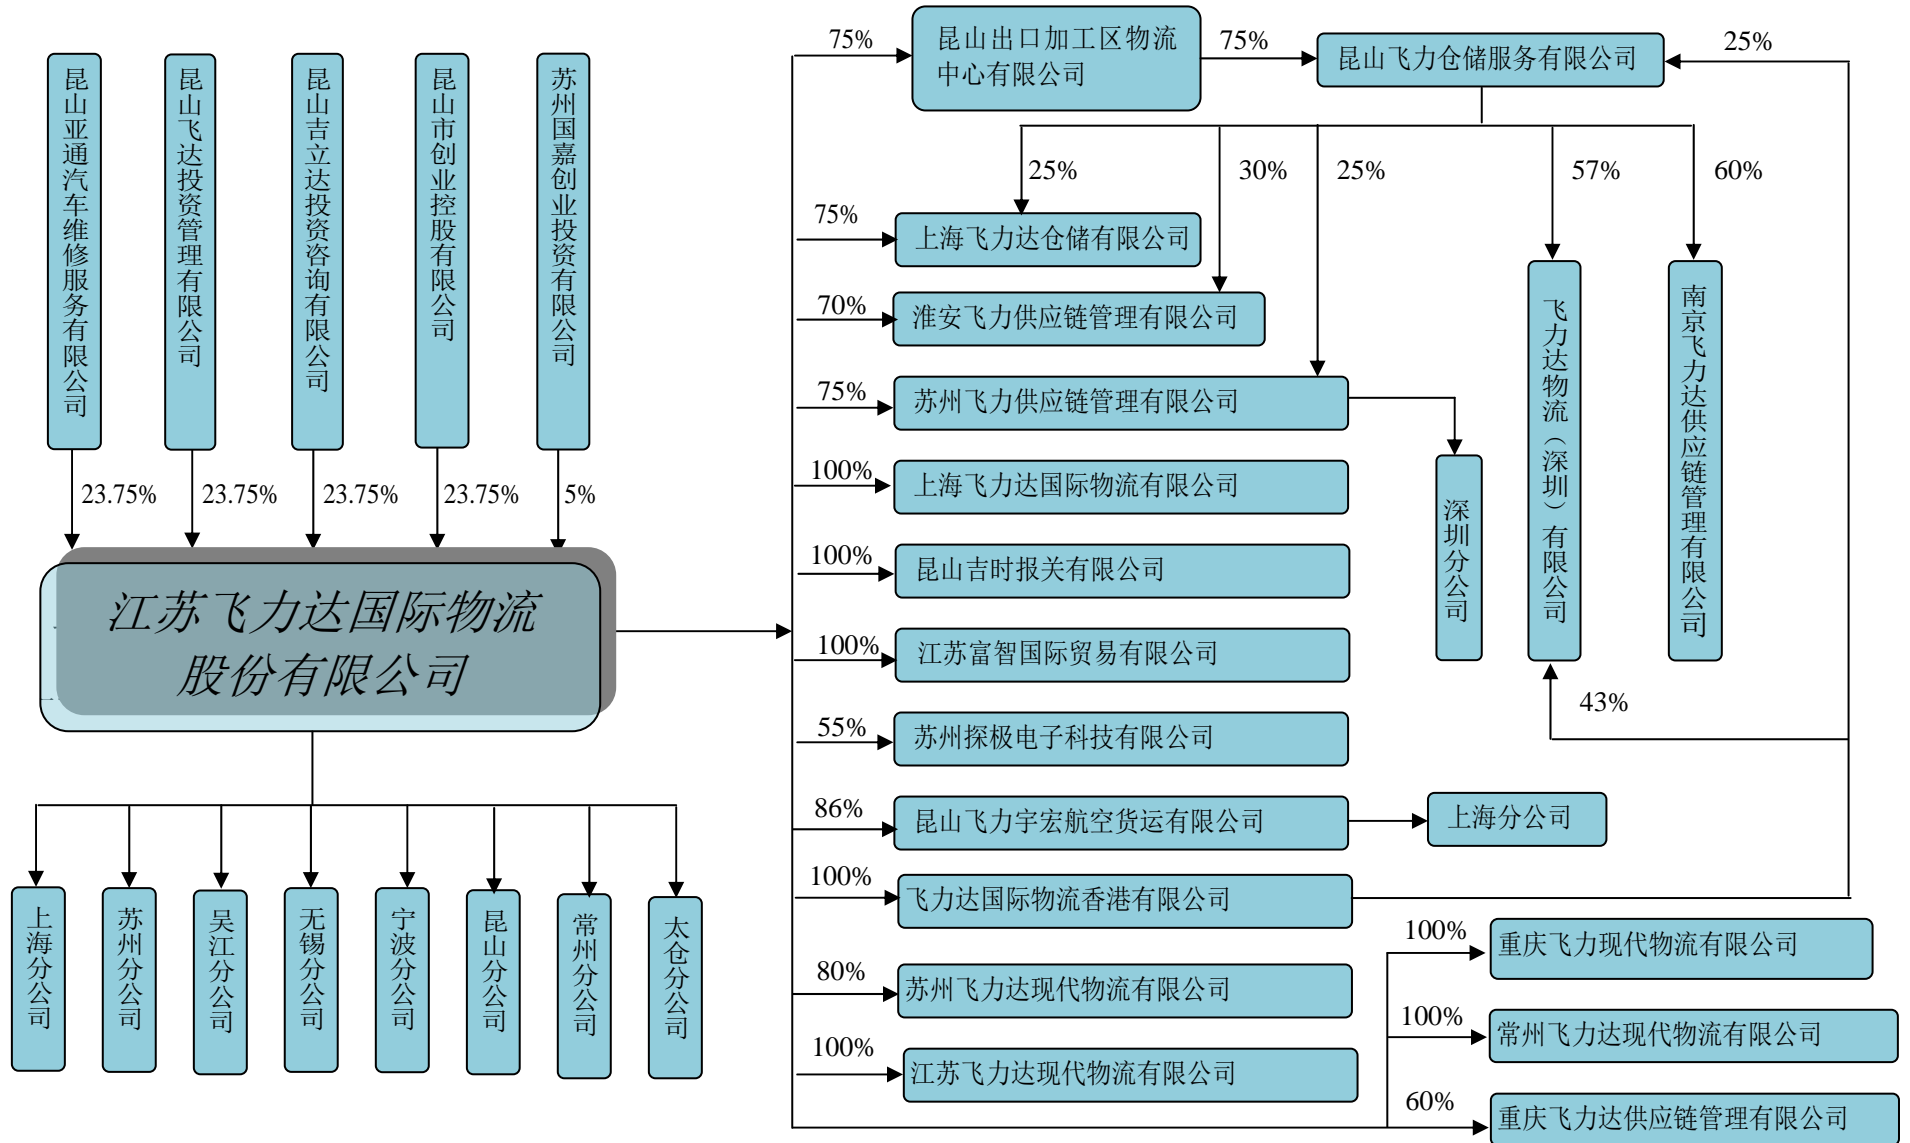 昆山亚通汽车维修服务有限公司
昆山飞达投资管理有限公司
昆山吉立达投资咨询有限公司
昆山市创业控股有限公司
苏州国嘉创业投资有限公司
23.75%
23.75%
23.75%
23.75%
5%
江苏飞力达国际物流
股份有限公司
上海分公司
苏州分公司
吴江分公司
无锡分公司
宁波分公司
昆山分公司
常州分公司
太仓分公司
75%
昆山出口加工区物流
中心有限公司
75%
昆山飞力仓储服务有限公司
25%
25%
30%
25%
57%
60%
75%
上海飞力达仓储有限公司
70%
淮安飞力供应链管理有限公司
75%
苏州飞力供应链管理有限公司
深圳分公司
飞力达物流（深圳）有限公司
南京飞力达供应链管理有限公司
100%
上海飞力达国际物流有限公司
100%
昆山吉时报关有限公司
100%
江苏富智国际贸易有限公司
43%
55%
苏州探极电子科技有限公司
86%
昆山飞力宇宏航空货运有限公司
上海分公司
100%
飞力达国际物流香港有限公司
80%
苏州飞力达现代物流有限公司
100%
江苏飞力达现代物流有限公司
100%
重庆飞力现代物流有限公司
100%
常州飞力达现代物流有限公司
60%
重庆飞力达供应链管理有限公司